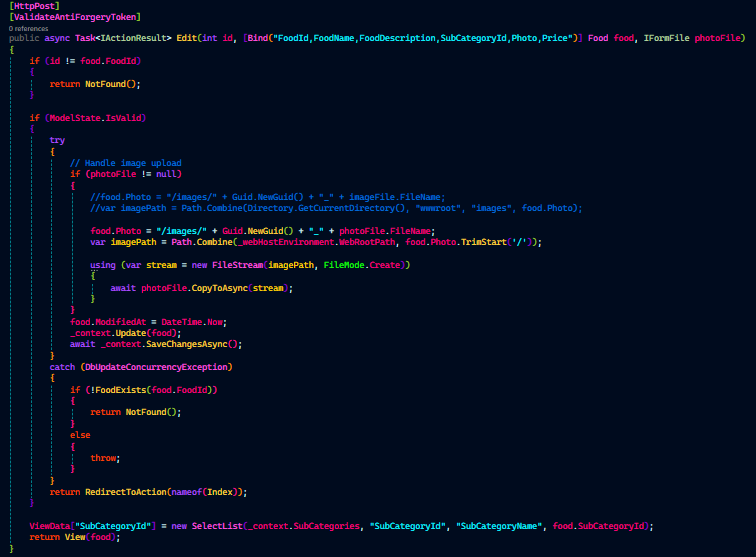 [HttpPost]
[ValidateAntiForgeryToken]
0 references
public async Task<IActionResult> Edit(int id, [Bind("FoodId,FoodName,FoodDescription,SubCategoryId,Photo,Price")] Food food, IFormFile photoFile)
{
if (id != food.FoodId)
{
return NotFound();
}
if (ModelState.IsValid)
{
try
{
// Handle image upload
if (photoFile != null)
{
//food.Photo = "/images/" + Guid.NewGuid() + "_" + imageFile.FileName;
//var imagePath = Path.Combine(Directory.GetCurrentDirectory(), "wwwroot", "images", food.Photo);
food.Photo = "/images/" + Guid.NewGuid() + "_" + photoFile.FileName;
var imagePath = Path.Combine(_webHostEnvironment.WebRootPath, food.Photo.TrimStart('/'));
using (var stream = new FileStream(imagePath, FileMode.Create))
{
await photoFile.CopyToAsync(stream);
}
}
food.ModifiedAt = DateTime.Now;
_context.Update(food);
await _context.SaveChangesAsync();
}
catch (DbUpdateConcurrencyException)
{
if (!FoodExists(food.FoodId))
{
return NotFound();
}
else
{
throw;
}
}
return RedirectToAction(nameof(Index));
}
ViewData["SubCategoryId"] = new SelectList(_context.SubCategories, "SubCategoryId", "SubCategoryName", food.SubCategoryId);
return View(food);
}